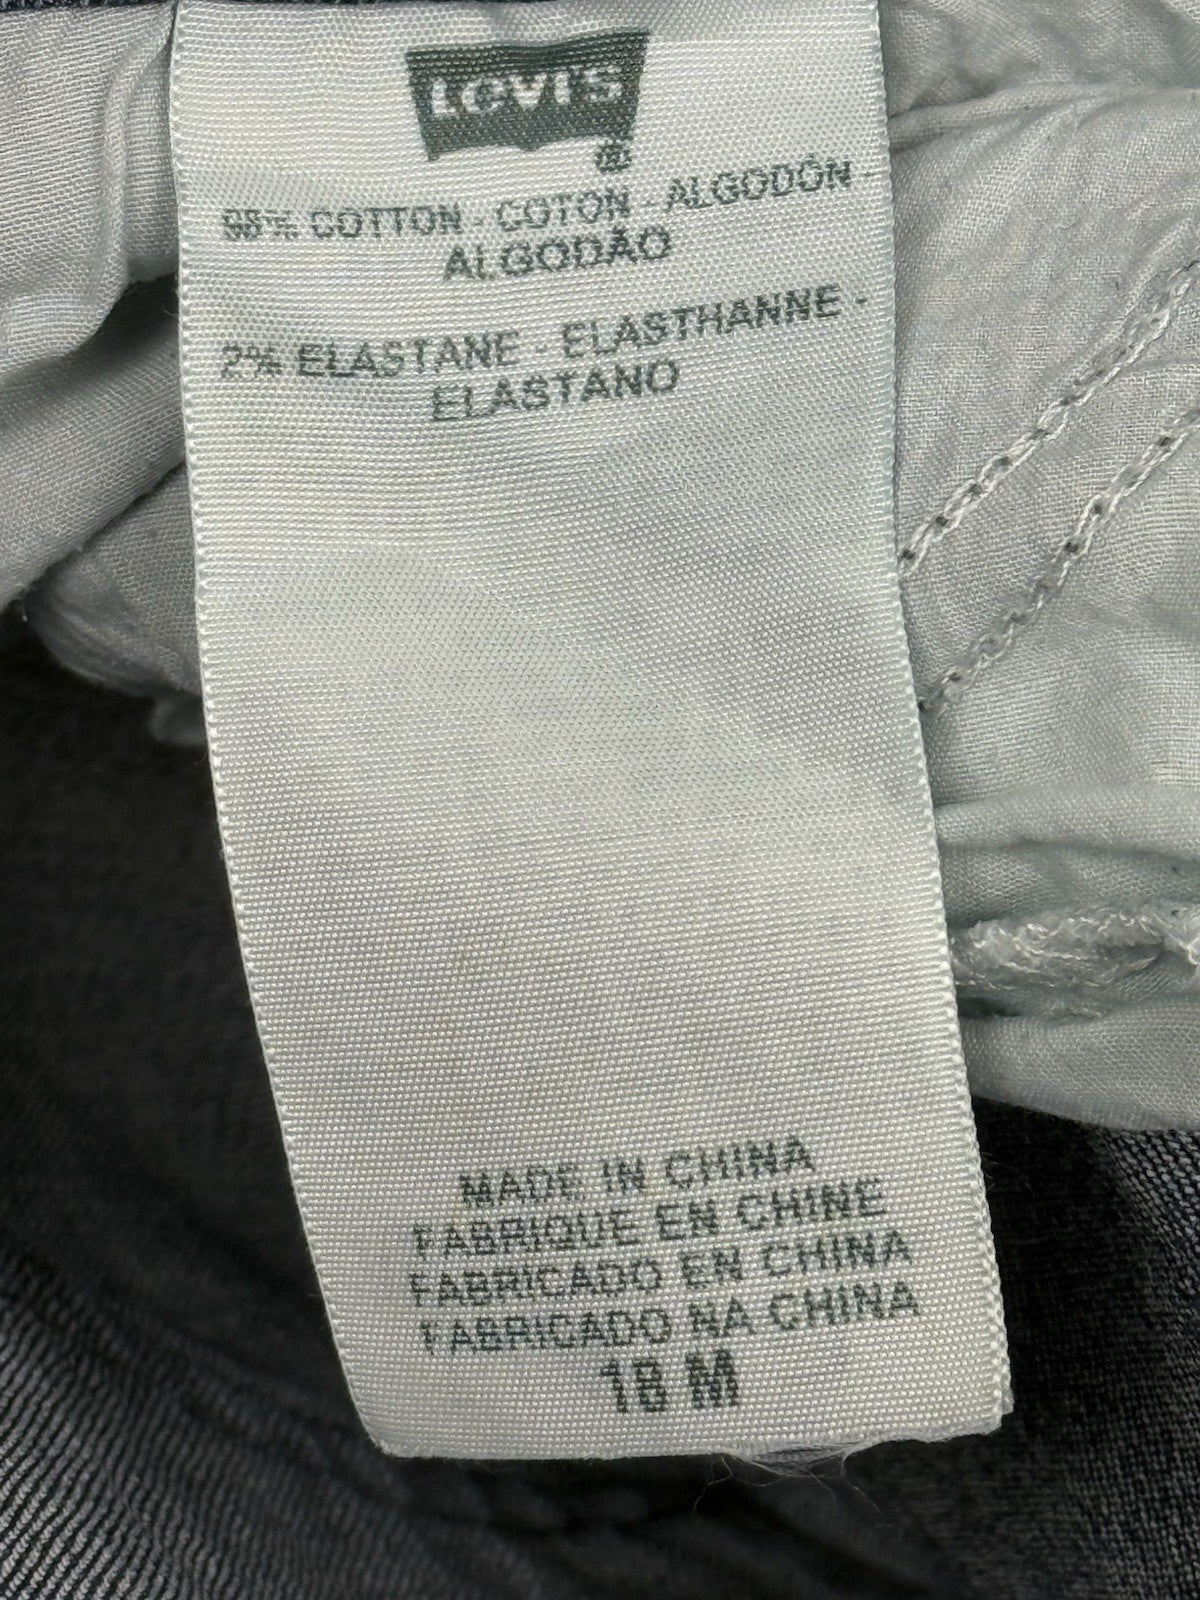 LEVI'S
®
98% COTTON - COTON - ALGODÓN -
ALGODÃO
2% ELASTANE - ELASTHANNE -
ELASTANO
MADE IN CHINA
FABRIQUE EN CHINE
FABRICADO EN CHINA
FABRICADO NA CHINA
18 M